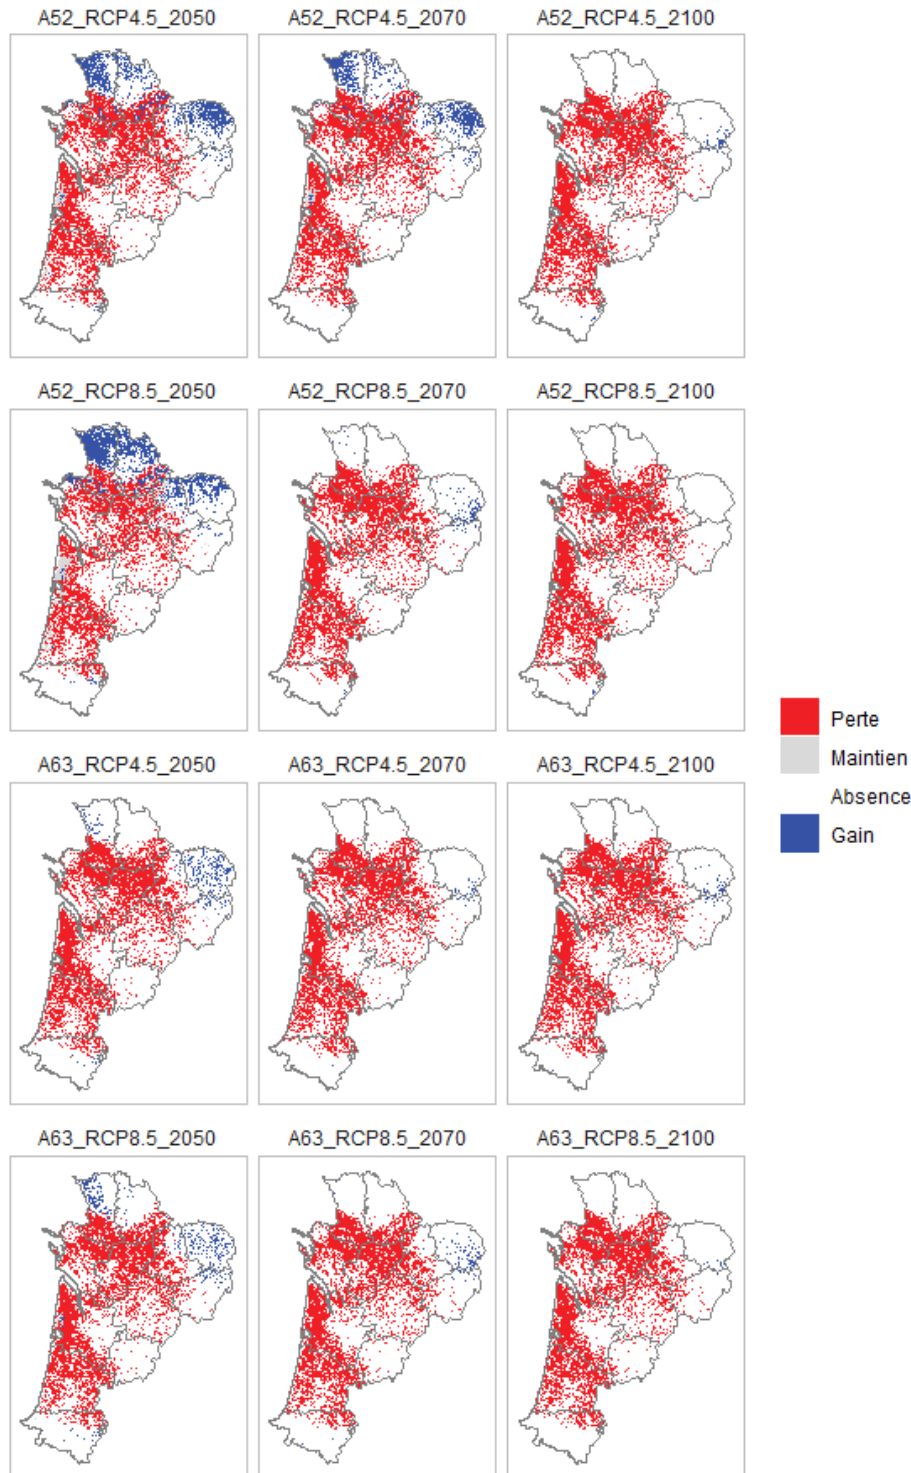 A52_RCP4.5_2050
A52_RCP4.5_2070
A52_RCP4.5_2100
A52_RCP8.5_2050
A52_RCP8.5_2070
A52_RCP8.5_2100
A63_RCP4.5_2050
A63_RCP4.5_2070
A63_RCP4.5_2100
A63_RCP8.5_2050
A63_RCP8.5_2070
A63_RCP8.5_2100
Perte
Maintien
Absence
Gain